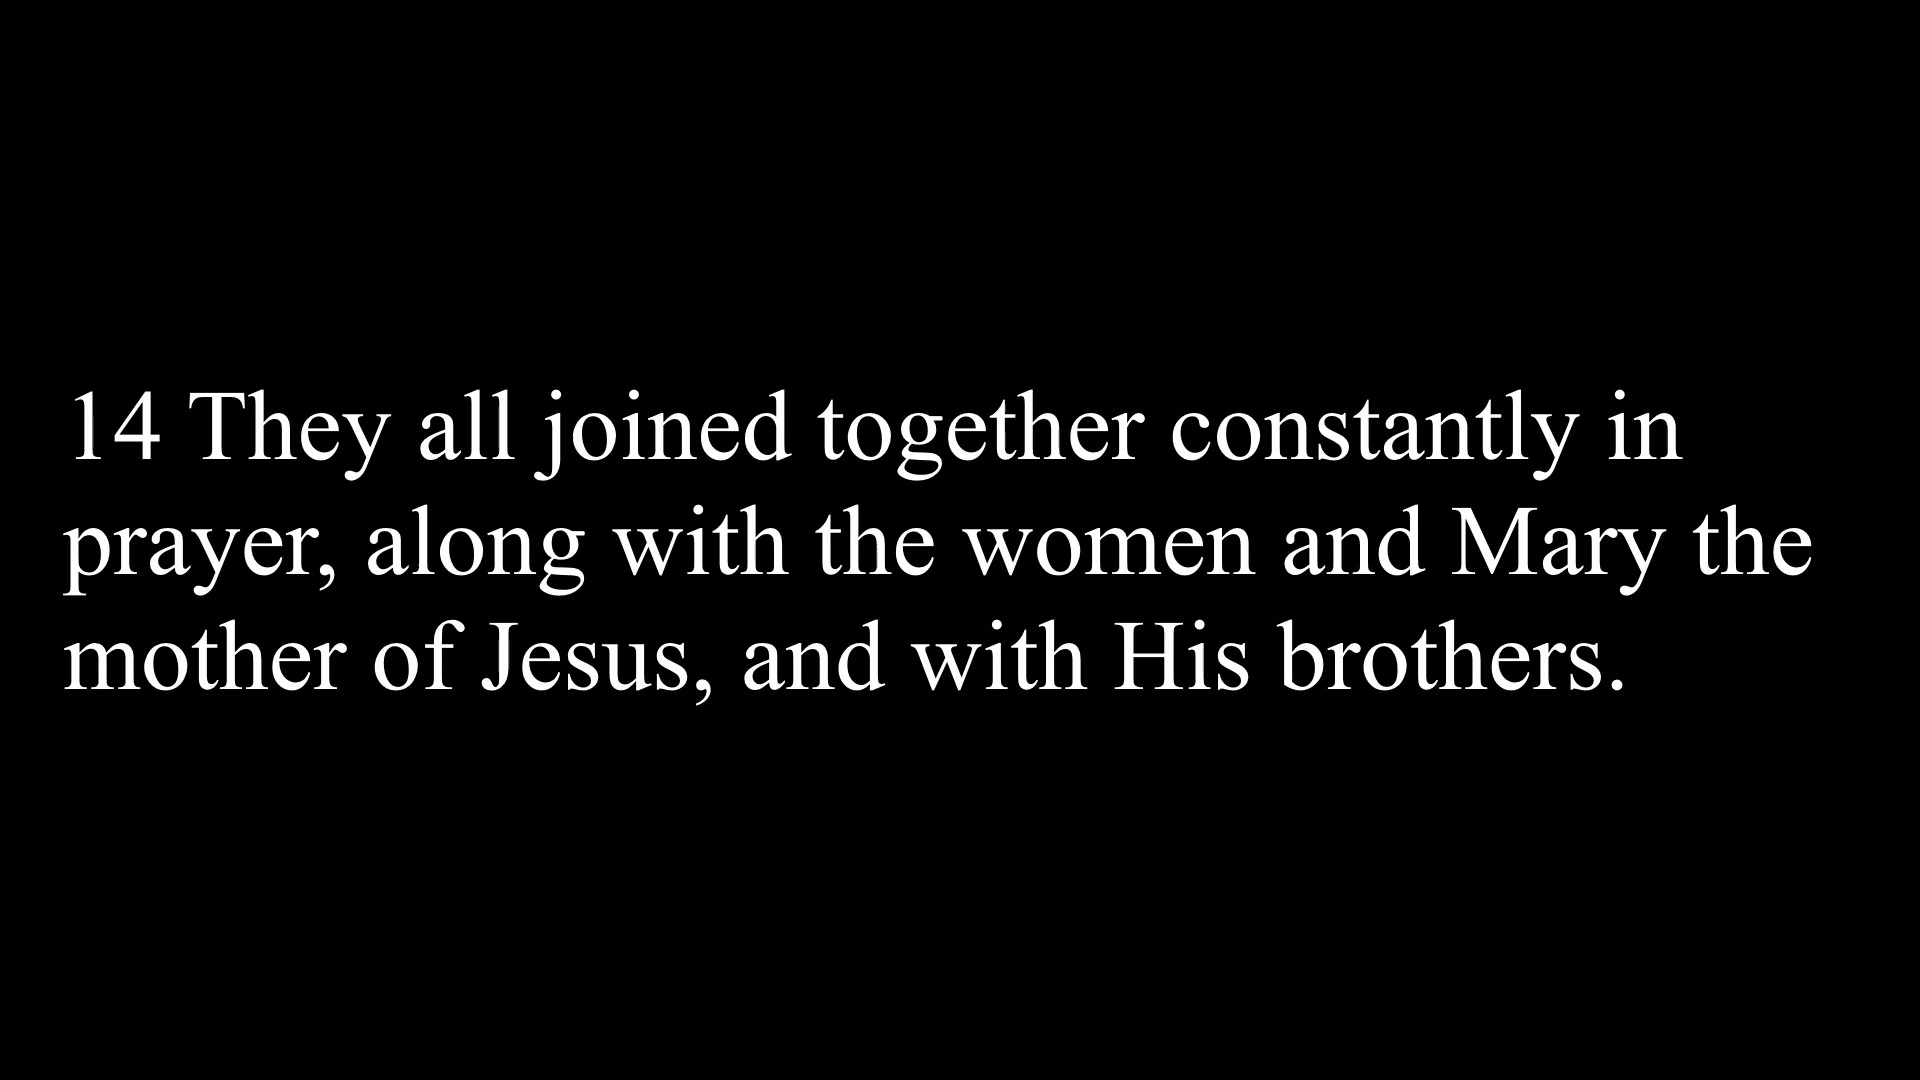 14 They all joined together constantly in
prayer, along with the women and Mary the
mother of Jesus, and with His brothers.